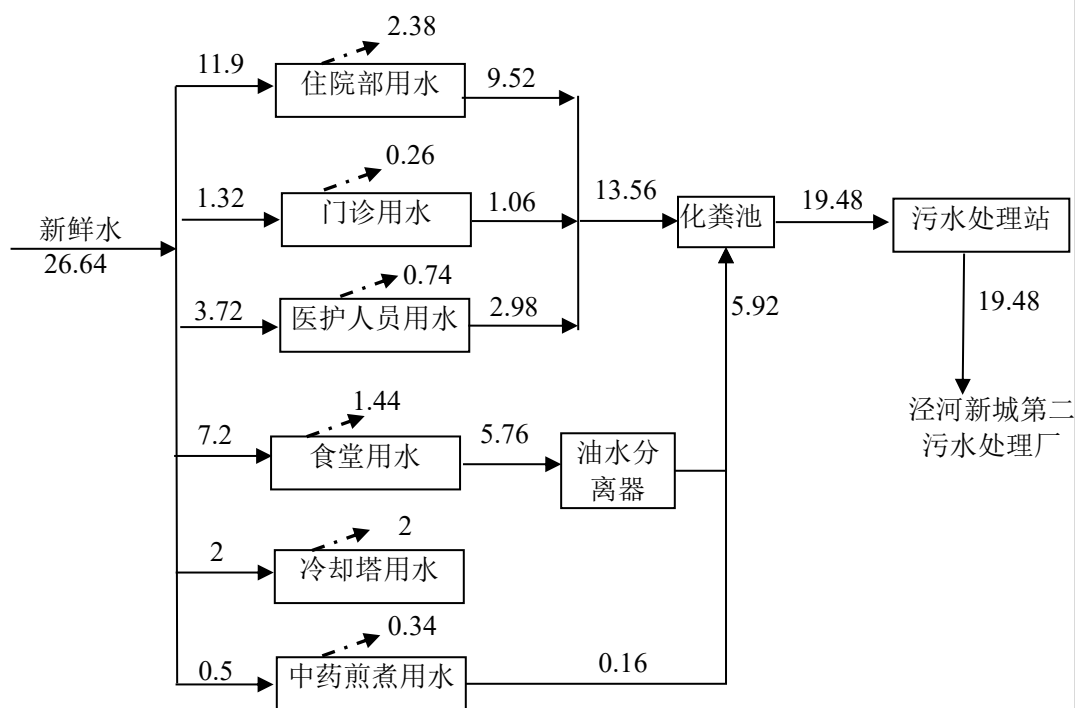 2.38
11.9
住院部用水
9.52
0.26
1.32
门诊用水
1.06
13.56
化粪池
19.48
污水处理站
新鲜水
26.64
0.74
3.72
医护人员用水
2.98
5.92
19.48
1.44
7.2
食堂用水
5.76
油水分
离器
泾河新城第二
污水处理厂
2
2
冷却塔用水
0.34
0.5
中药煎煮用水
0.16